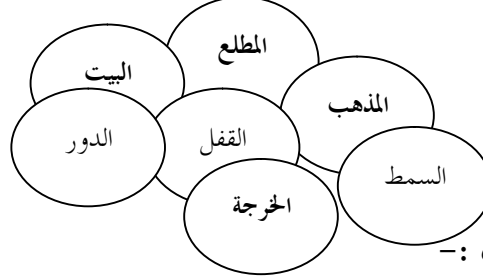 المطلع
البيت
المذهب
الدور
القفل
السمط
الخرجة
:-